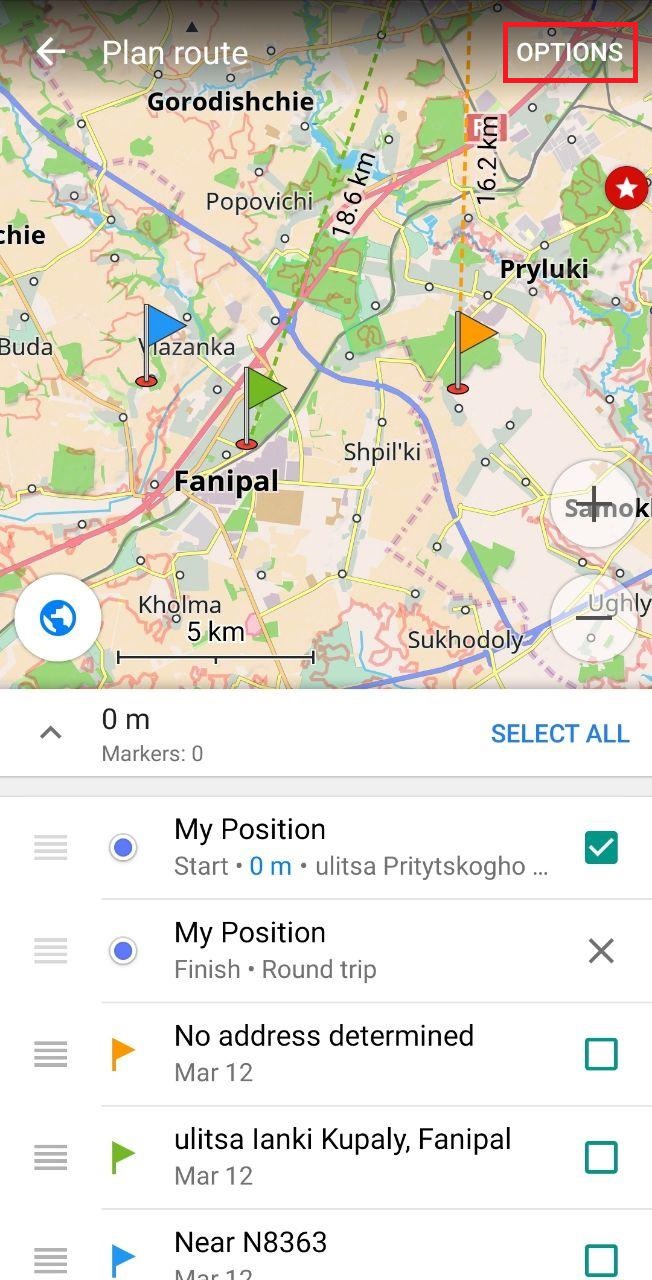 Plan route
OPTIONS
Gorodishchie
18.6 km
16.2 km
Popovichi
chie
Pryluki
Buda
Viazanka
Shpil'ki
Fanipal
Kholma
Ughly
5 km
Sukhodoly
0 m
Markers: 0
SELECT ALL
My Position
Start • 0 m • ulitsa Pritytskogho ...
My Position
Finish • Round trip
No address determined
Mar 12
ulitsa Ianki Kupaly, Fanipal
Mar 12
Near N8363
Mar 12